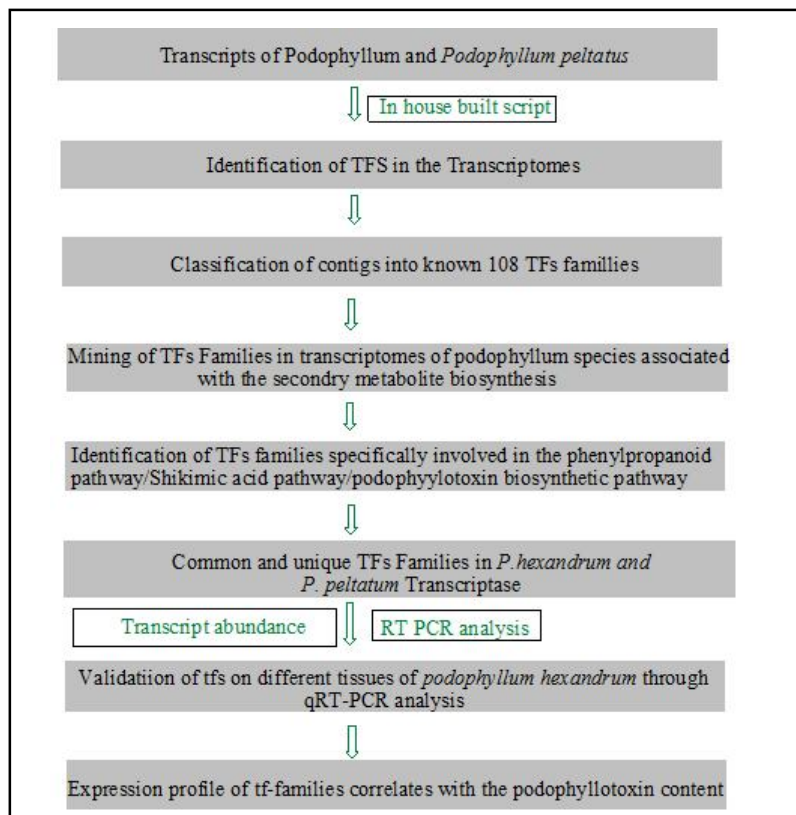 Transcripts of Podophyllum and Podophyllum peltatus
In house built script
Identification of TFS in the Transcriptomes
Classification of contigs into known 108 TFs famillies
Mining of TFs Families in transcriptomes of podophyllum species associated
with the secondry metabolite biosynthesis
Identification of TFs families specifically involved in the phenylpropanoid
pathway/Shikimic acid pathway/podophyylotoxin biosynthetic pathway
Common and unique TFs Families in P.hexandrum and
P. peltatum Transcriptase
Transcript abundance
RT PCR analysis
Validatiion of tfs on different tissues of podophyllum hexandrum through
qRT-PCR analysis
Expression profile of tf-families correlates with the podophyllotoxin content